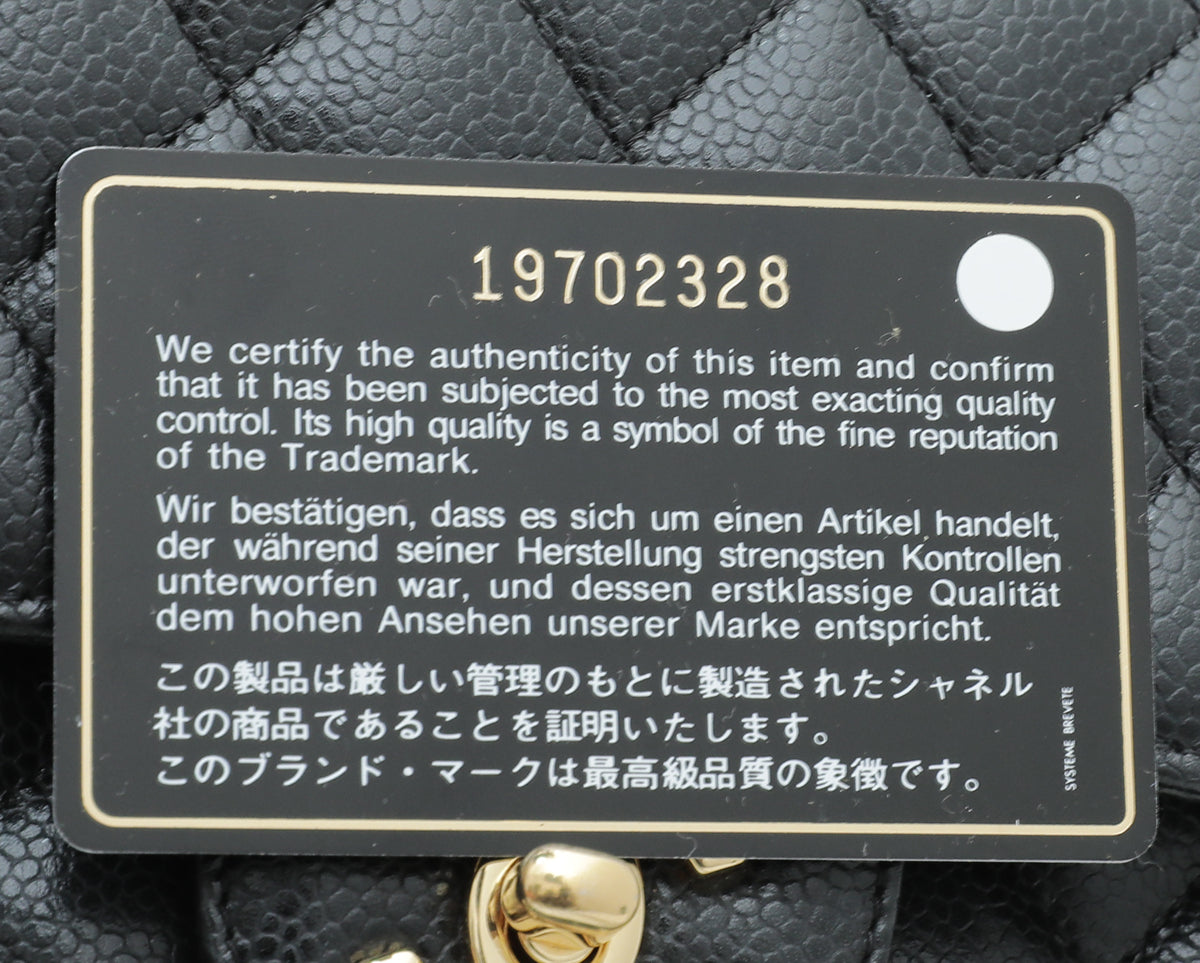 19702328
We certify the authenticity of this item and confirm
that it has been subjected to the most exacting quality
control. Its high quality is a symbol of the fine reputation
of the Trademark.
Wir bestätigen, dass es sich um einen Artikel handelt,
der während seiner Herstellung strengsten Kontrollen
unterworfen war, und dessen erstklassige Qualität
dem hohen Ansehen unserer Marke entspricht.
この製品は厳しい管理のもとに製造されたシャネル
社の商品であることを証明いたします。
このブランド・マークは最高級品質の象徴です。
SYSTEME BREVETE